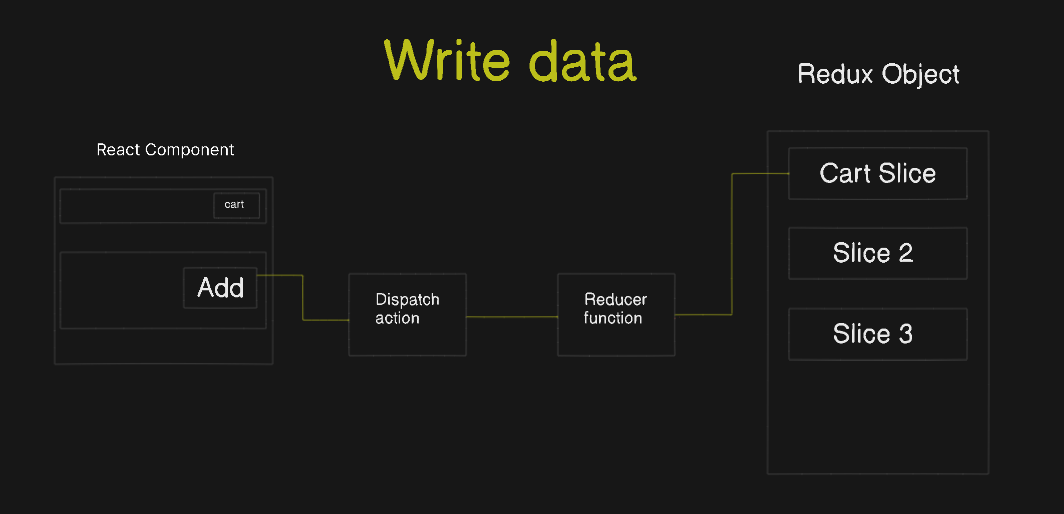 Write data
Redux Object
React Component
cart
Add
Dispatch
action
Reducer
function
Cart Slice
Slice 2
Slice 3